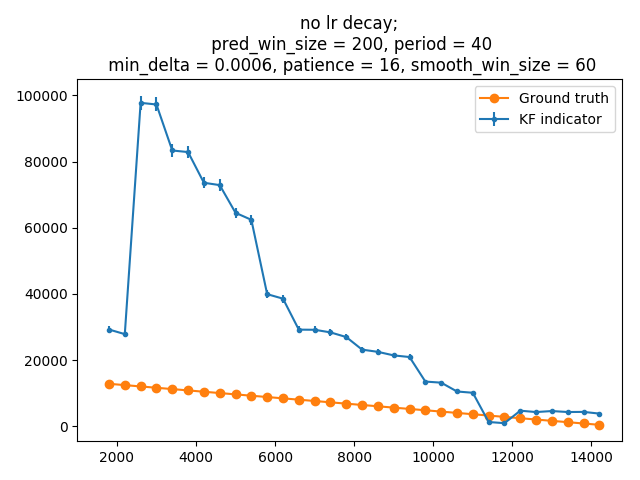 no lr decay;
pred_win_size = 200, period = 40
min_delta = 0.0006, patience = 16, smooth_win_size = 60
Ground truth
KF indicator
100000
80000
60000
40000
20000
0
2000 4000 6000 8000 10000 12000 14000